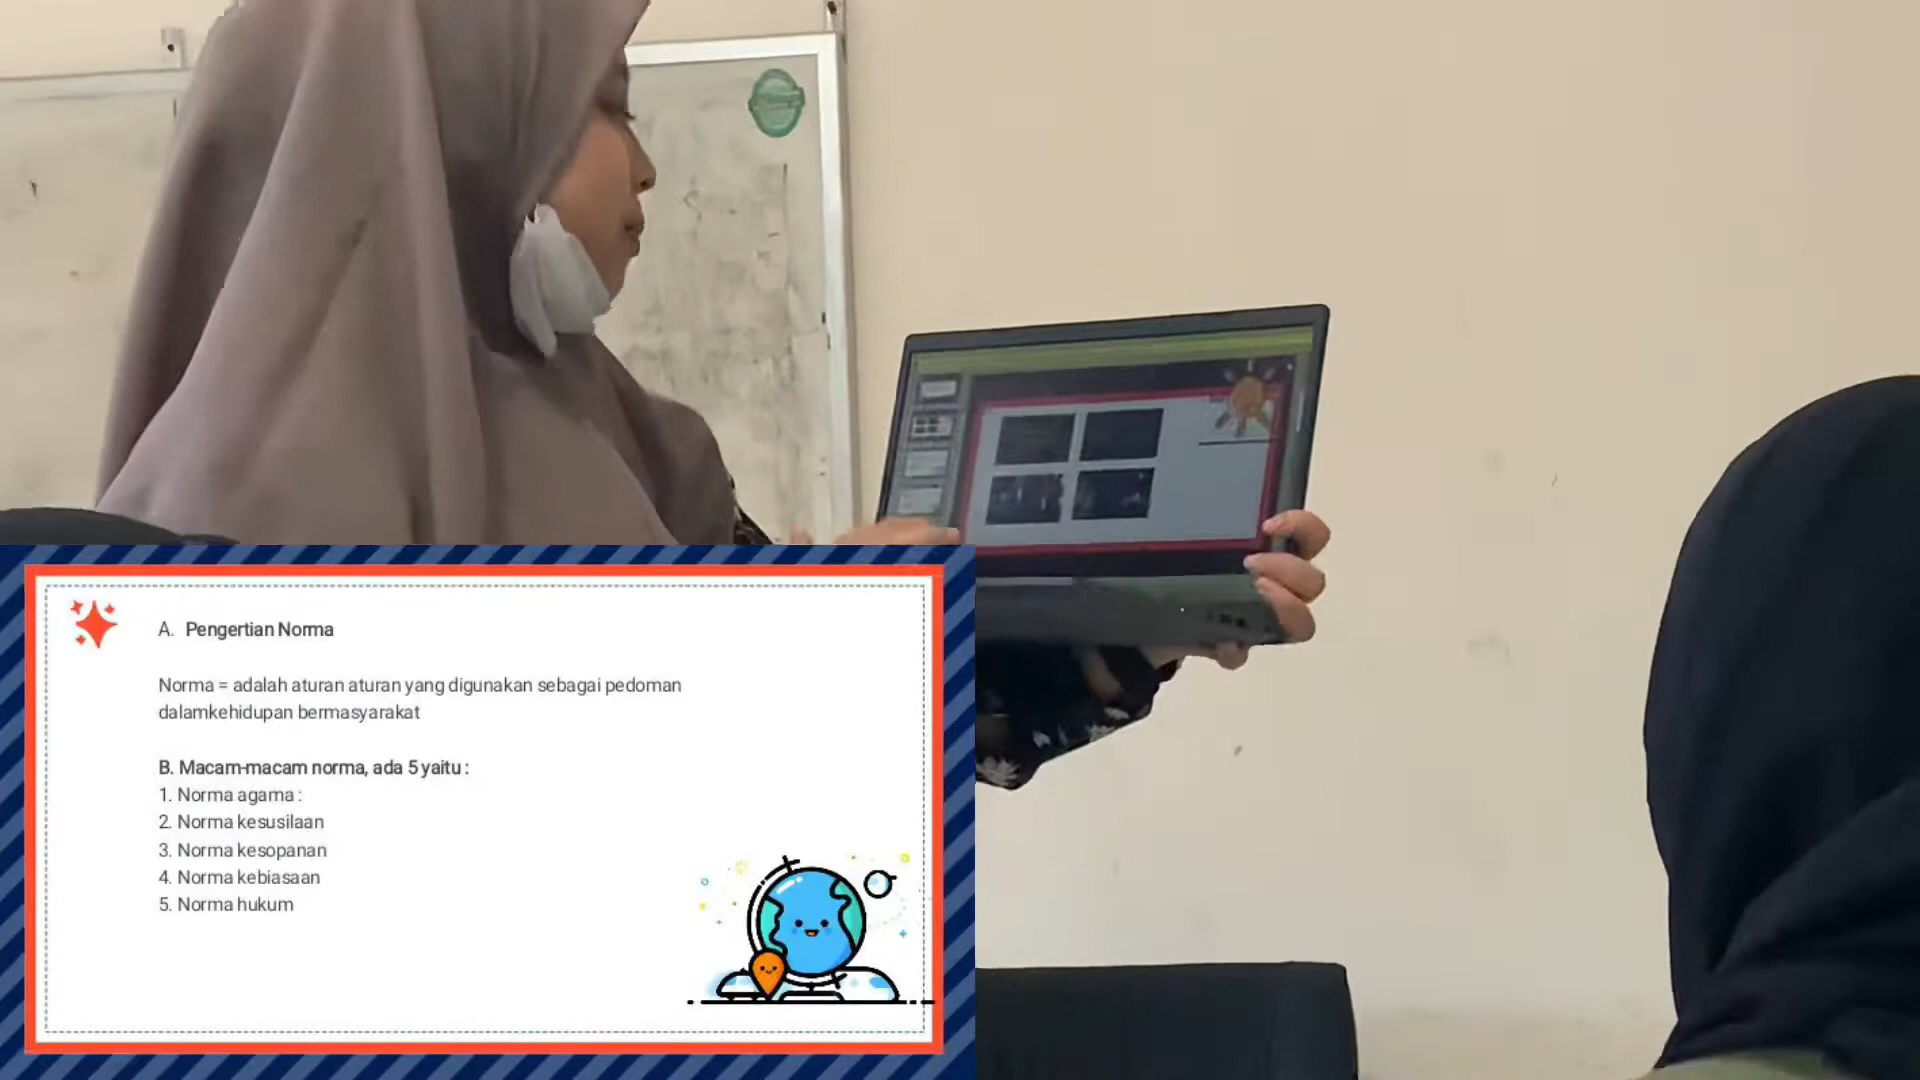 A. Pengertian Norma
Norma = adalah aturan aturan yang digunakan sebagai pedoman
dalamkehidupan bermasyarakat
B. Macam-macam norma, ada 5 yaitu :
1. Norma agama :
2. Norma kesusilaan
3. Norma kesopanan
4. Norma kebiasaan
5. Norma hukum